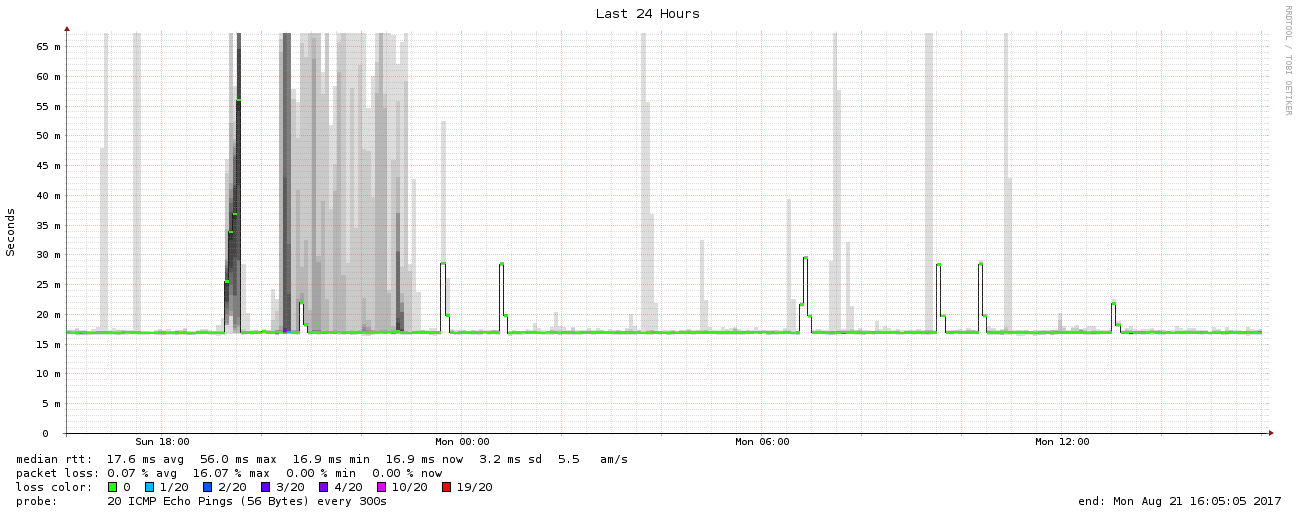 Last 24 Hours
RRDTOOL / TOBI OETIKER
Seconds
65 m
60 m
55 m
50 m
45 m
40 m
35 m
30 m
25 m
20 m
15 m
10 m
5 m
0
Sun 18:00 Mon 00:00 Mon 06:00 Mon 12:00
median rtt: 17.6 ms avg 56.0 ms max 16.9 ms min 16.9 ms now 3.2 ms sd 5.5 am/s
packet loss: 0.07 % avg 16.07 % max 0.00 % min 0.00 % now
loss color: 0 1/20 2/20 3/20 4/20 10/20 19/20
probe: 20 ICMP Echo Pings (56 Bytes) every 300s end: Mon Aug 21 16:05:05 2017